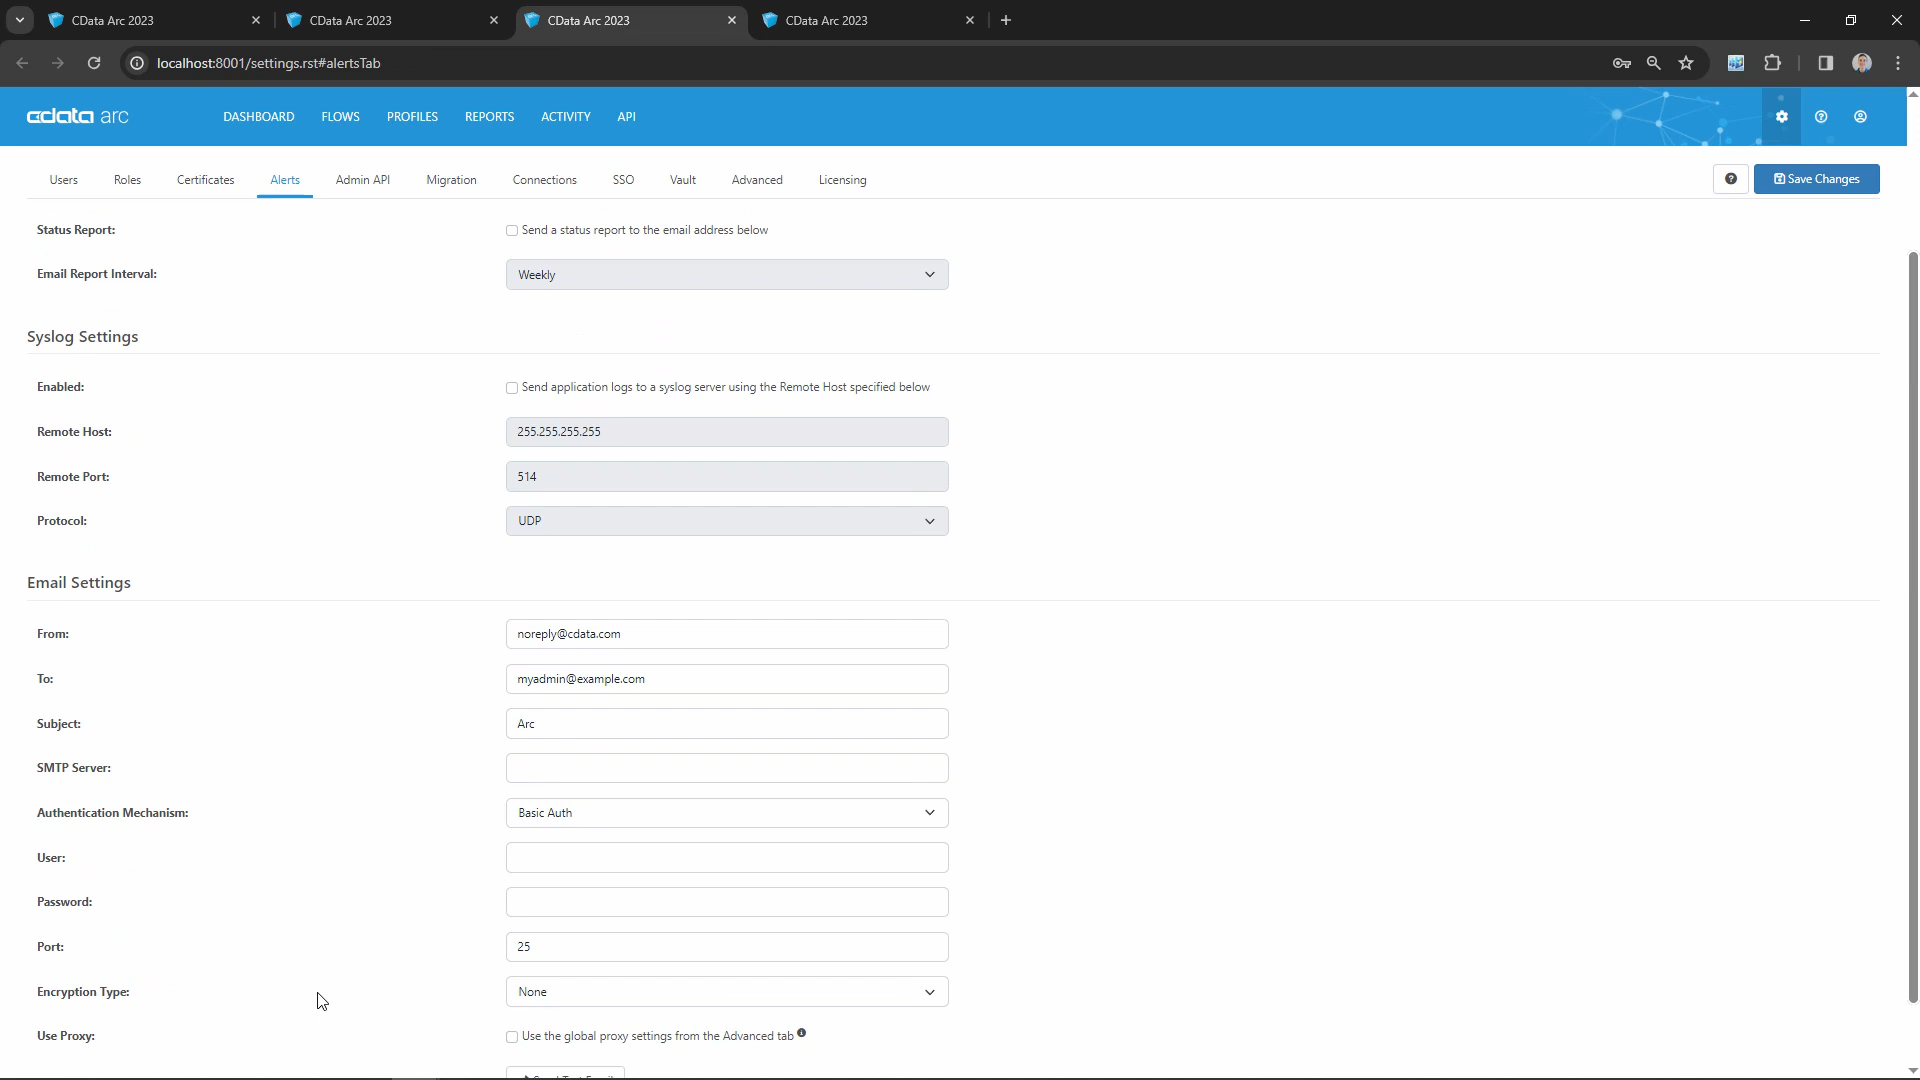 CData Arc 2023
CData Arc 2023
CData Arc 2023
CData Arc 2023
localhost:8001/settings.rst#alertsTab
cdata arc
DASHBOARD FLOWS PROFILES REPORTS ACTIVITY API
Users Roles Certificates Alerts Admin API Migration Connections SSO Vault Advanced Licensing
Save Changes
Status Report: Send a status report to the email address below
Email Report Interval: Weekly
Syslog Settings
Enabled: Send application logs to a syslog server using the Remote Host specified below
Remote Host: 255.255.255.255
Remote Port: 514
Protocol: UDP
Email Settings
From: noreply@cdata.com
To: myadmin@example.com
Subject: Arc
SMTP Server:
Authentication Mechanism: Basic Auth
User:
Password:
Port: 25
Encryption Type: None
Use Proxy: Use the global proxy settings from the Advanced tab